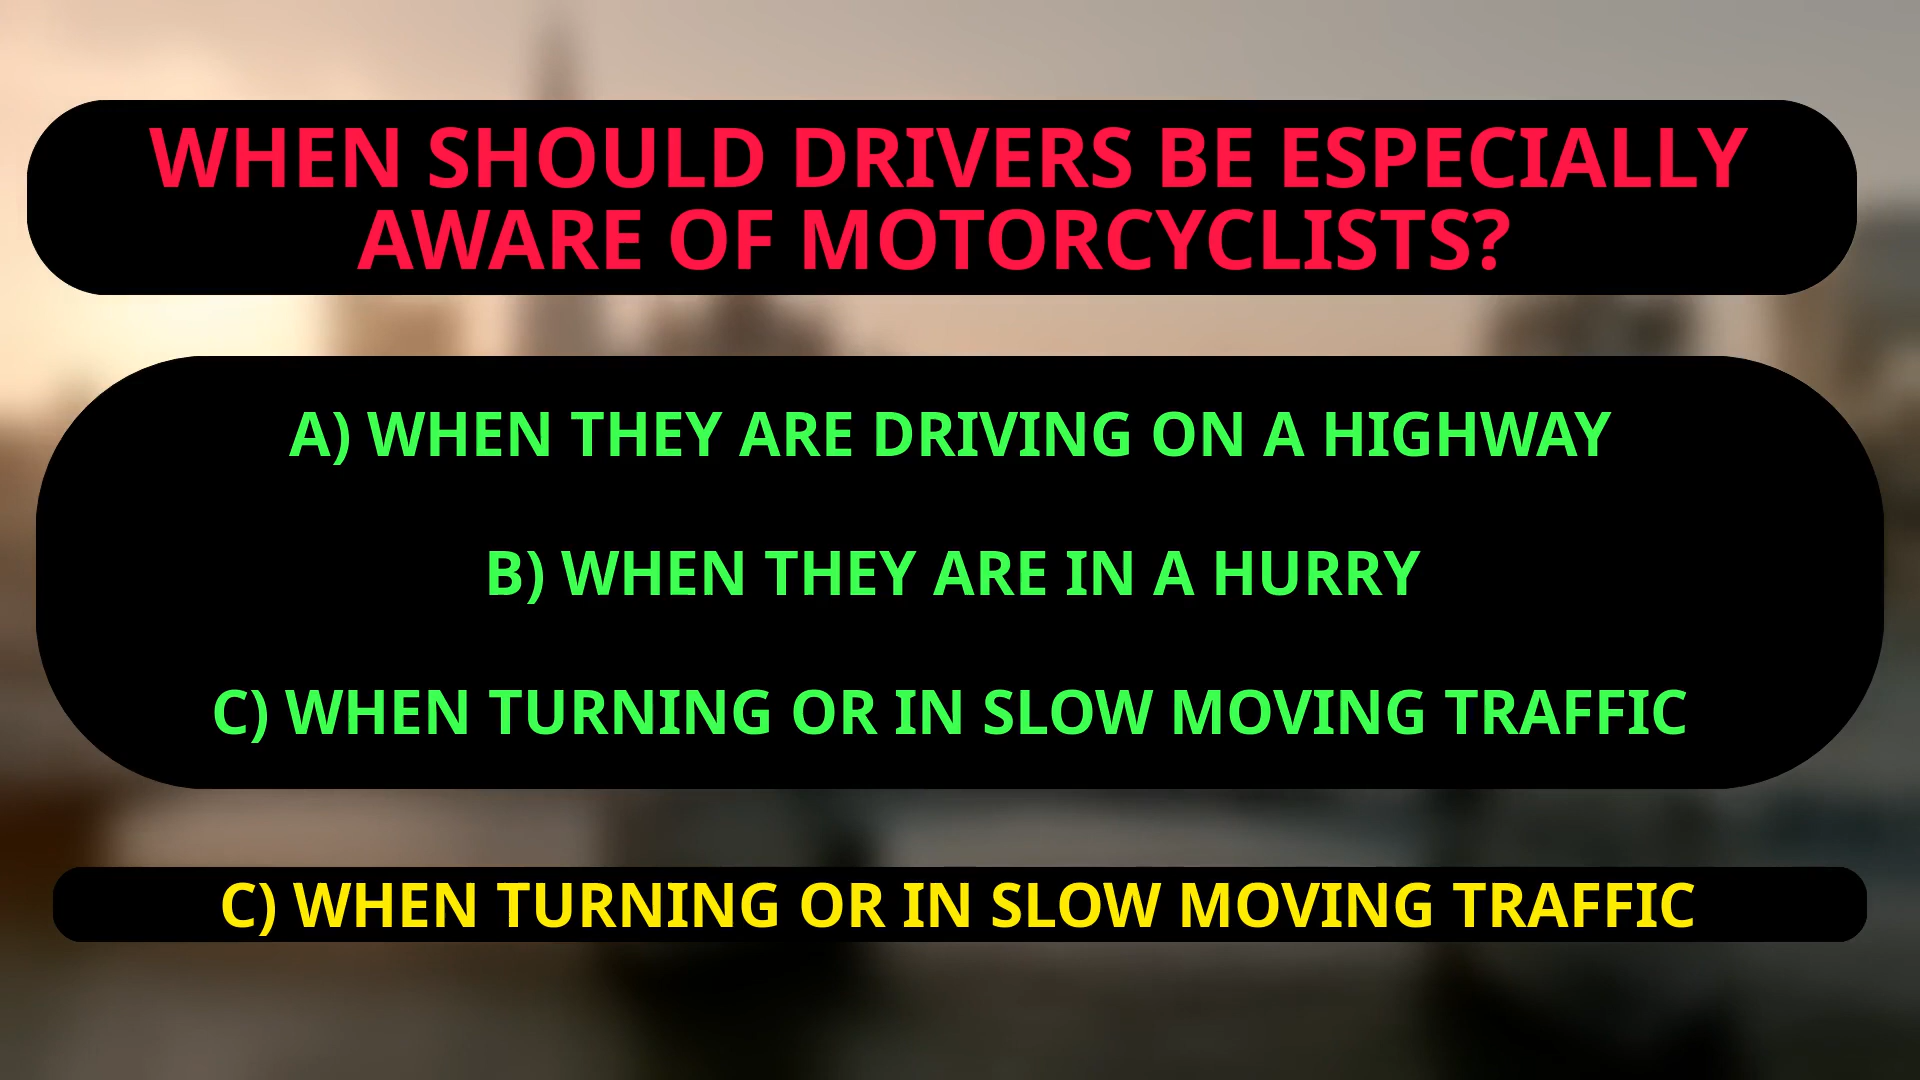 WHEN SHOULD DRIVERS BE ESPECIALLY
AWARE OF MOTORCYCLISTS?
A) WHEN THEY ARE DRIVING ON A HIGHWAY
B) WHEN THEY ARE IN A HURRY
C) WHEN TURNING OR IN SLOW MOVING TRAFFIC
C) WHEN TURNING OR IN SLOW MOVING TRAFFIC